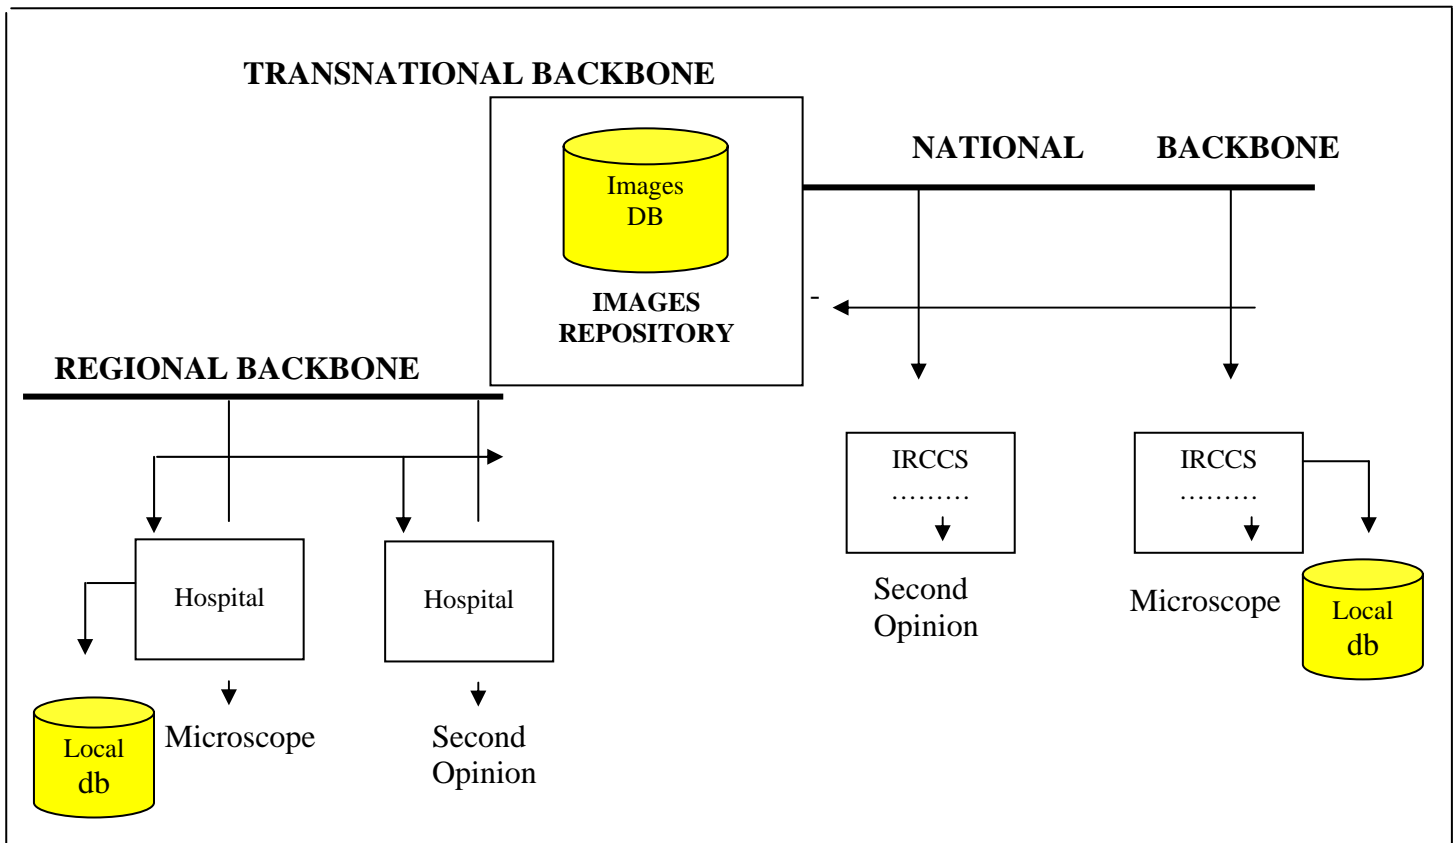 TRANSNATIONAL BACKBONE
NATIONAL BACKBONE
Images
DB
IMAGES
REPOSITORY
-
REGIONAL BACKBONE
IRCCS
………
IRCCS
………
Hospital
Hospital
Second
Opinion
Microscope
Local
db
Local
db
Microscope
Second
Opinion